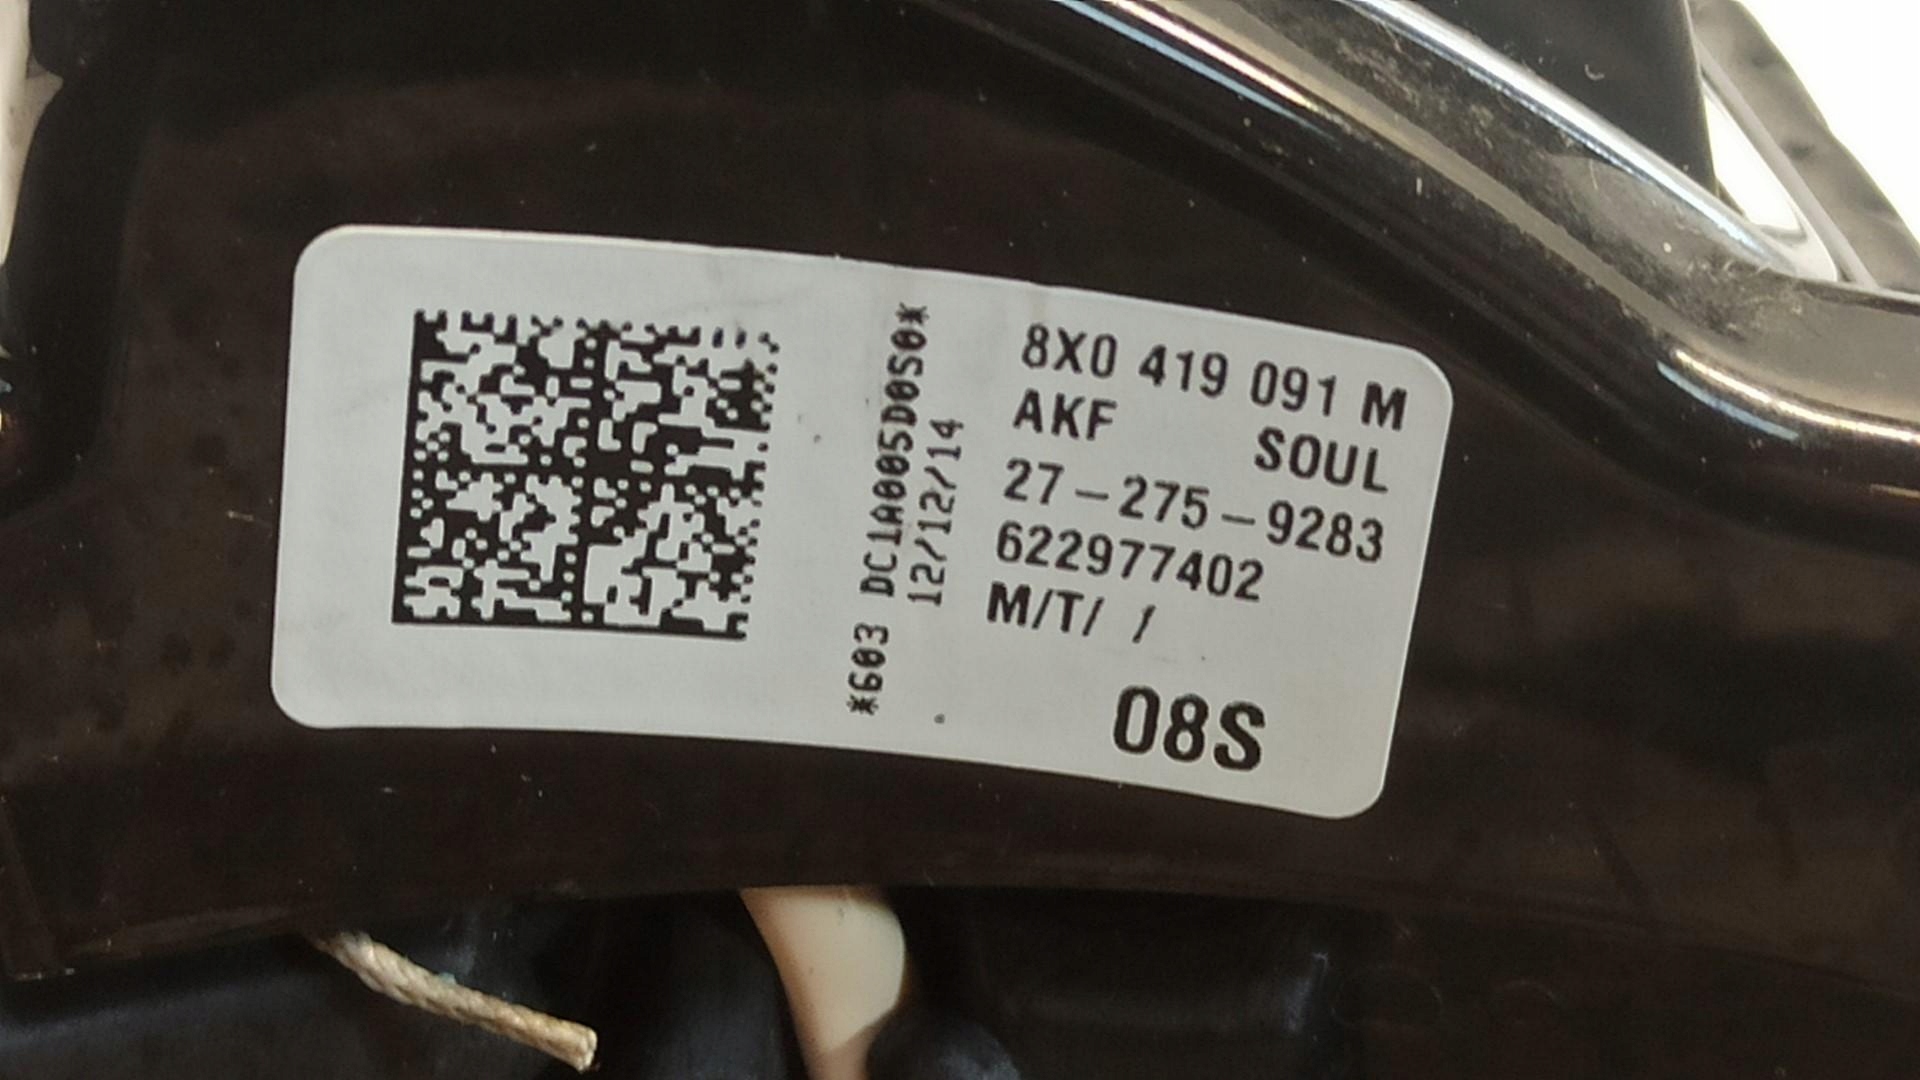 *603 DC1A005D0S0*
12/12/14
8X0 419 091 M
AKF SOUL
27-275-9283
622977402
M/T/ /
08S